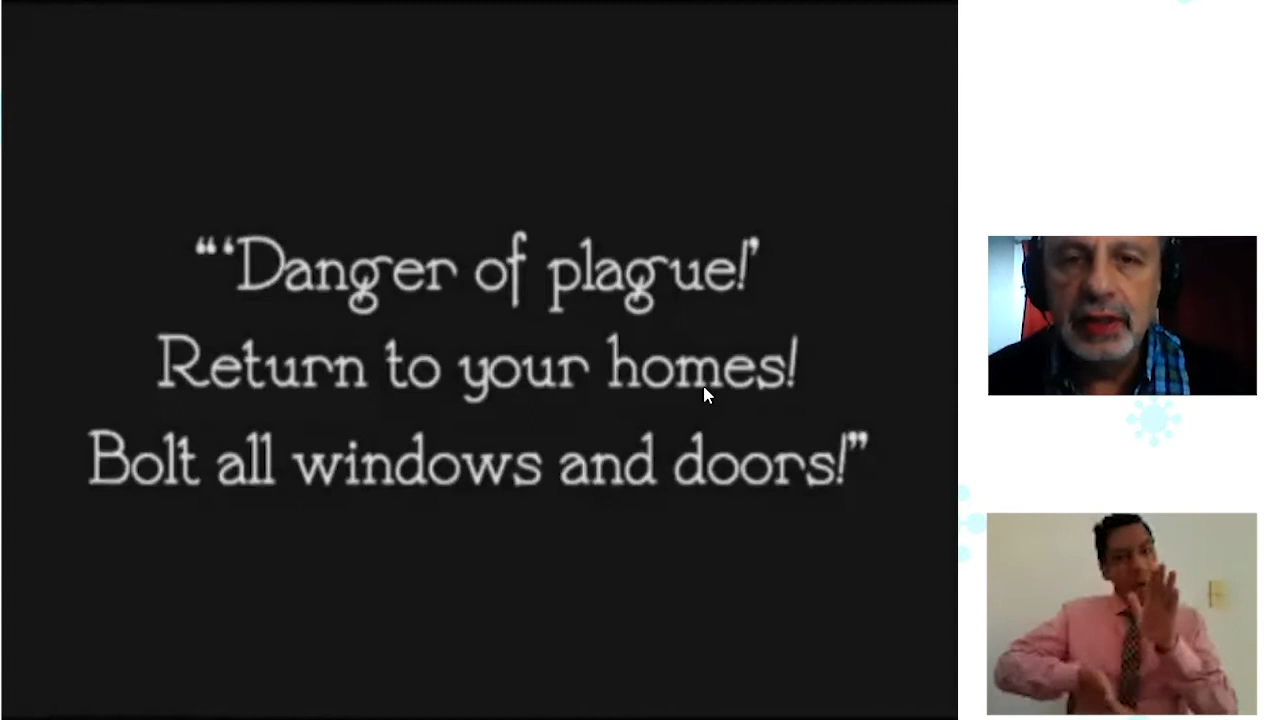 “‘Danger of plague!’
Return to your homes!
Bolt all windows and doors!”